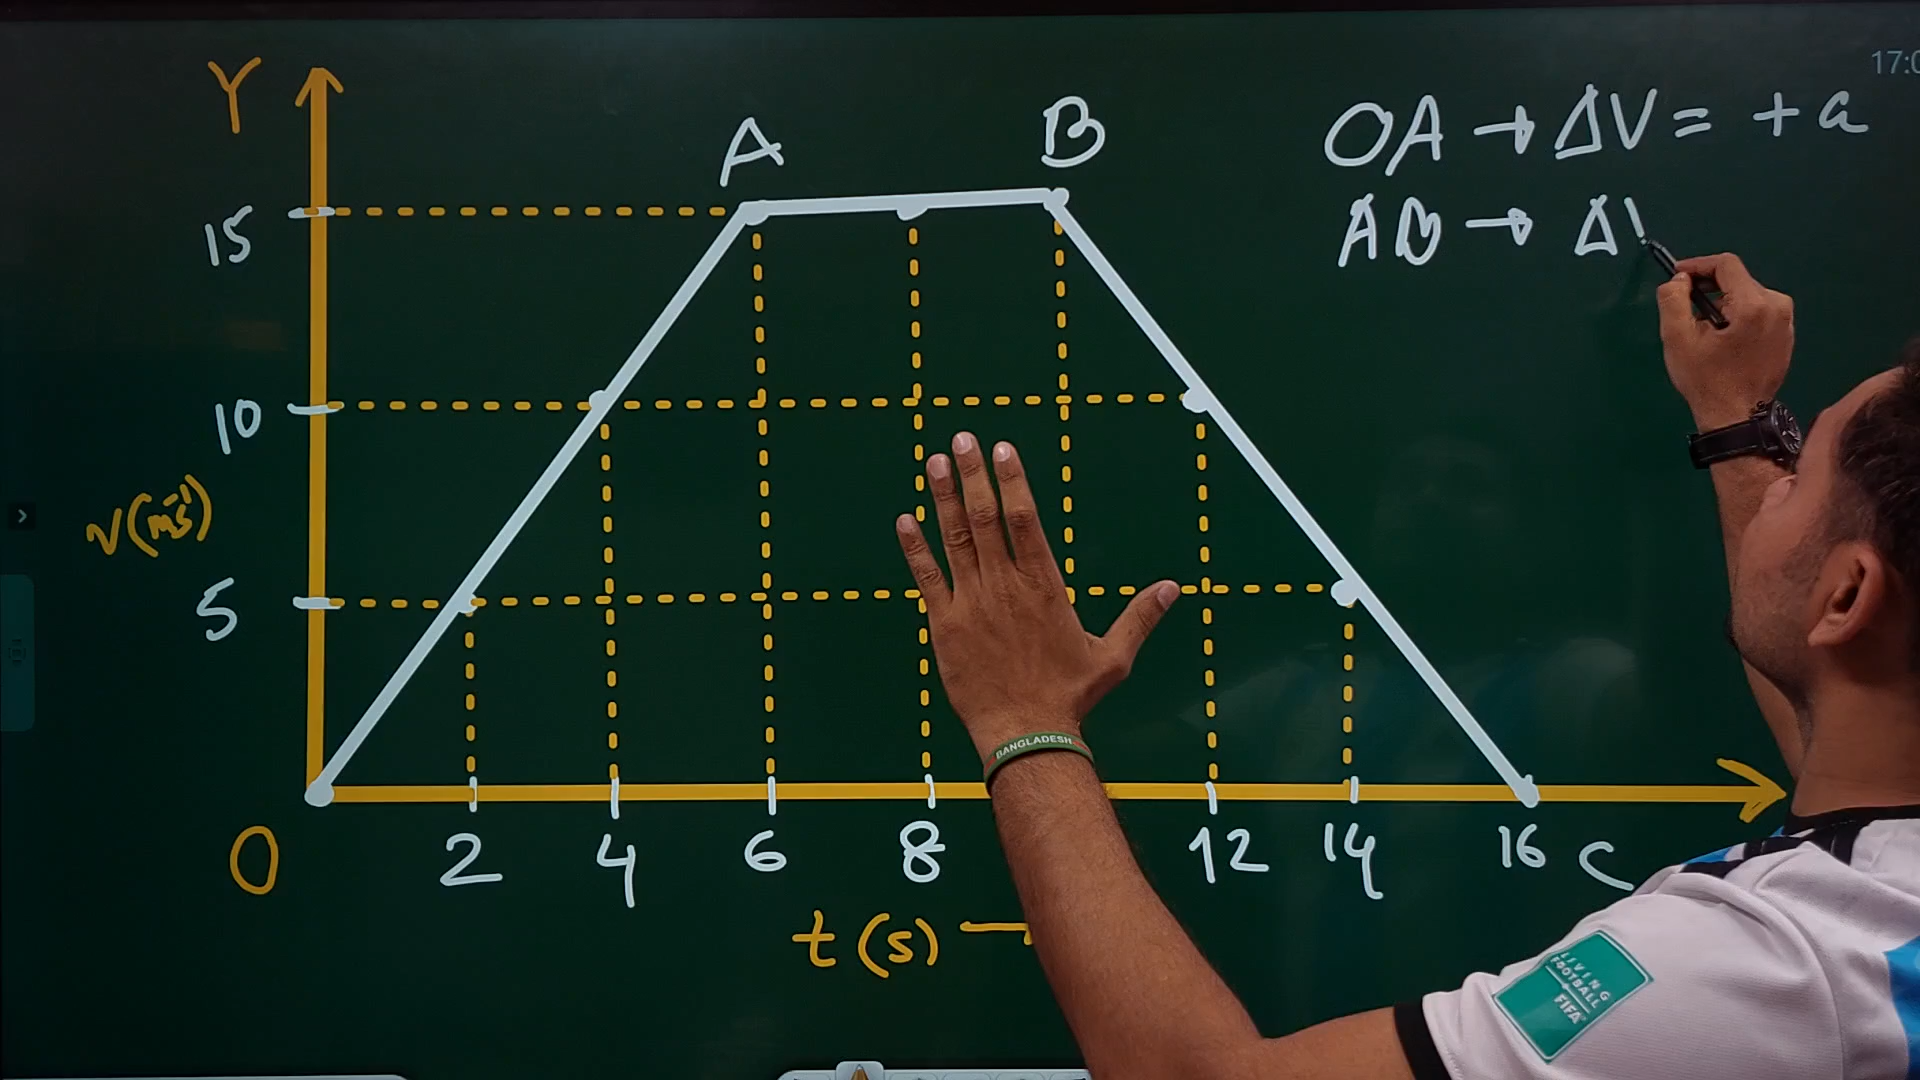 17:0
Y
A
B
OA → ΔV = + a
AB → ΔV
15
10
v(ms⁻¹)
5
BANGLADESH
0
2 4 6 8 12 14 16 C
t(s) →
LIVING
FOOTBALL
FIFA